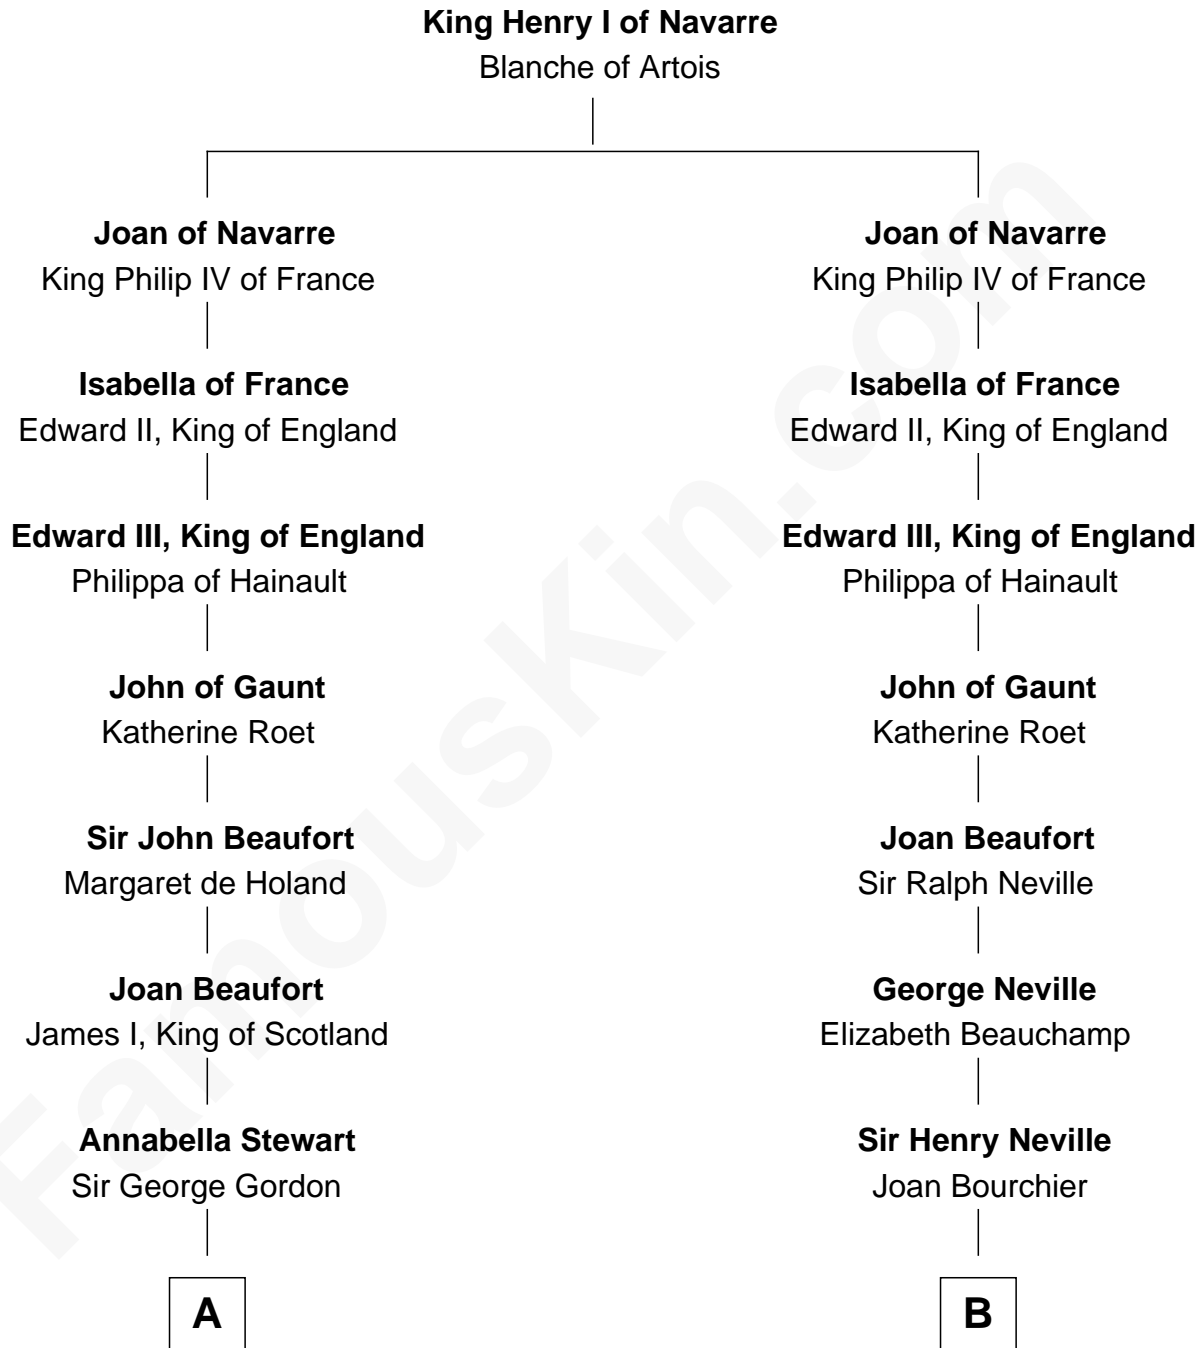 King Henry I of Navarre
Blanche of Artois
Joan of Navarre
King Philip IV of France
Isabella of France
Edward II, King of England
Edward III, King of England
Philippa of Hainault
John of Gaunt
Katherine Roet
Sir John Beaufort
Margaret de Holand
Joan Beaufort
James I, King of Scotland
Annabella Stewart
Sir George Gordon
A
Joan of Navarre
King Philip IV of France
Isabella of France
Edward II, King of England
Edward III, King of England
Philippa of Hainault
John of Gaunt
Katherine Roet
Joan Beaufort
Sir Ralph Neville
George Neville
Elizabeth Beauchamp
Sir Henry Neville
Joan Bourchier
B
FamousKin.com